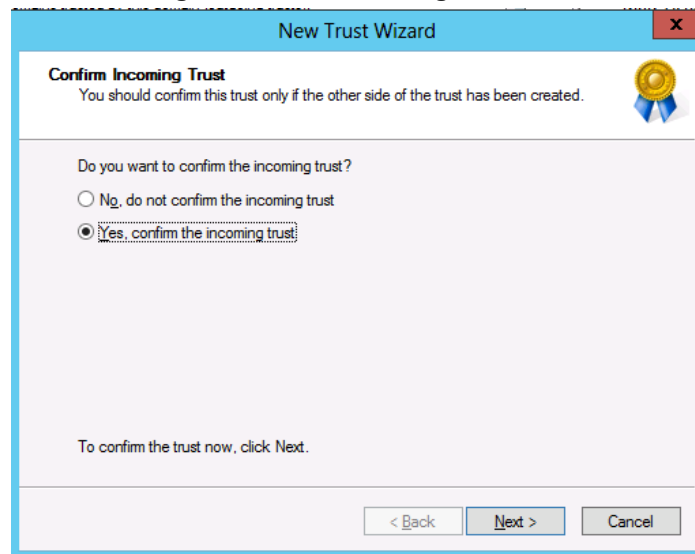 New Trust Wizard
x
Confirm Incoming Trust
You should confirm this trust only if the other side of the trust has been created.
Do you want to confirm the incoming trust?
No, do not confirm the incoming trust
Yes, confirm the incoming trust
To confirm the trust now, click Next.
< Back Next > Cancel